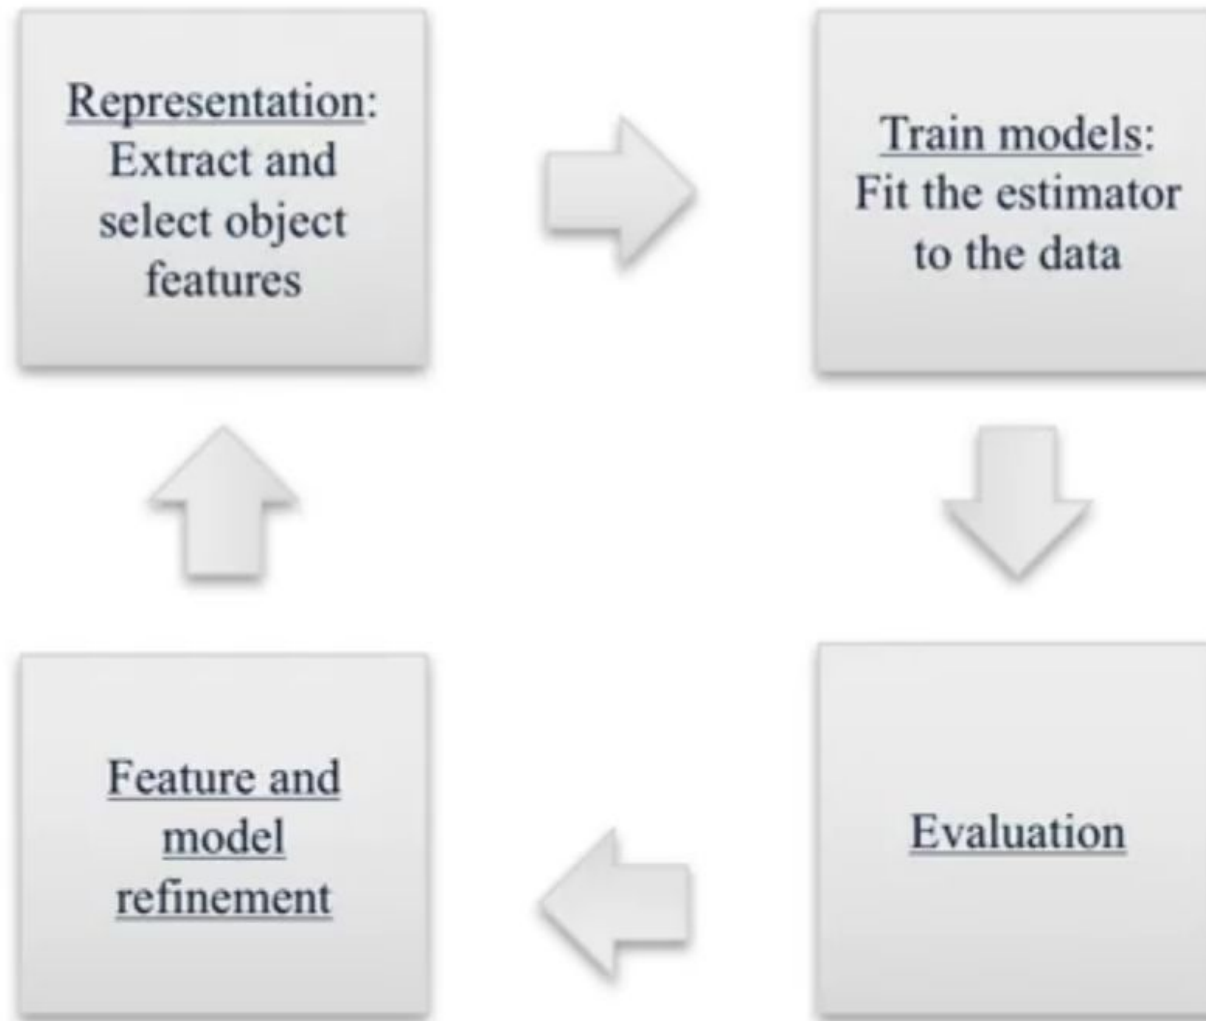 Representation:
Extract and
select object
features
Train models:
Fit the estimator
to the data
Feature and
model
refinement
Evaluation